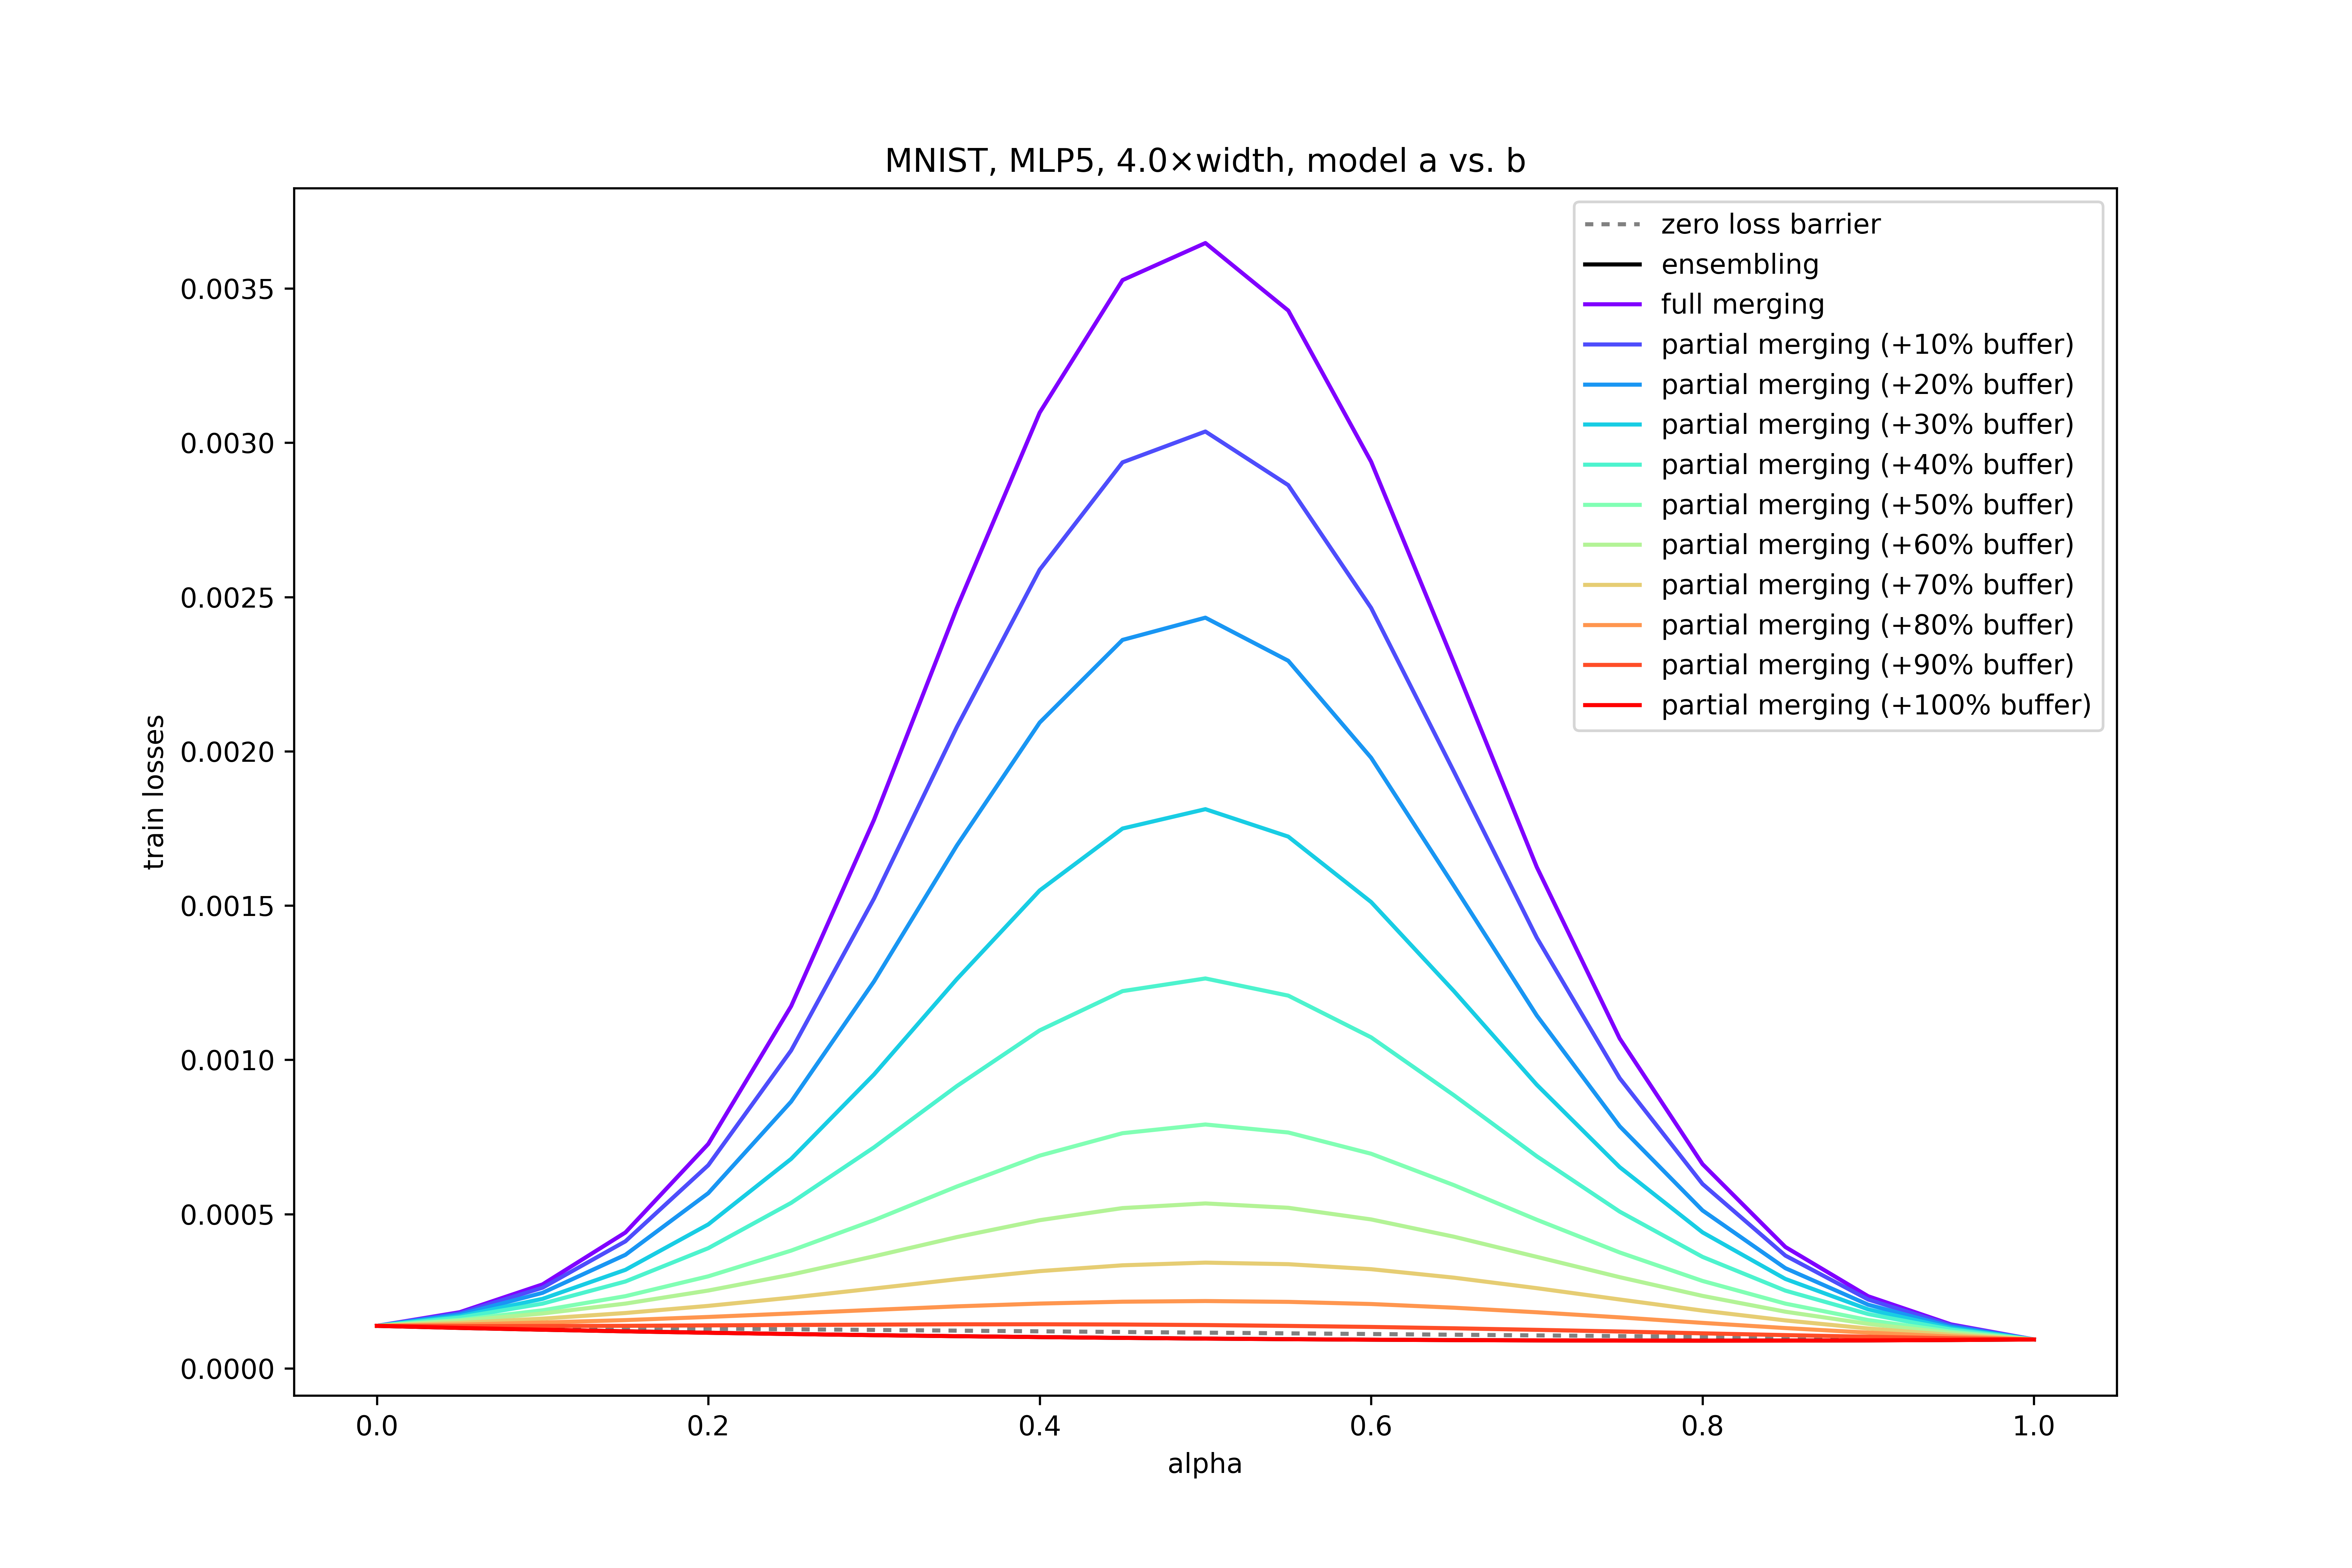 MNIST, MLP5, 4.0×width, model a vs. b
zero loss barrier
ensembling
full merging
partial merging (+10% buffer)
partial merging (+20% buffer)
partial merging (+30% buffer)
partial merging (+40% buffer)
partial merging (+50% buffer)
partial merging (+60% buffer)
partial merging (+70% buffer)
partial merging (+80% buffer)
partial merging (+90% buffer)
partial merging (+100% buffer)
train losses
0.0035
0.0030
0.0025
0.0020
0.0015
0.0010
0.0005
0.0000
0.0 0.2 0.4 0.6 0.8 1.0
alpha